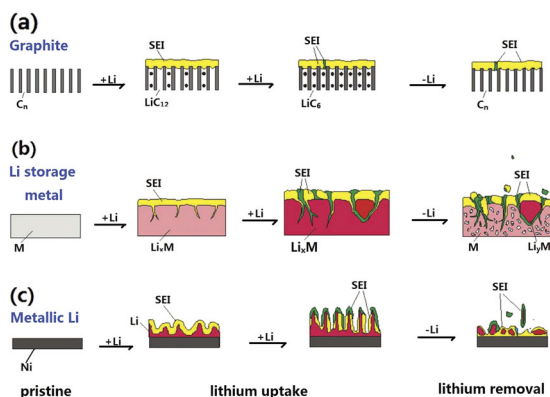 (a)
Graphite
SEI
SEI
SEI
+Li
+Li
-Li
Cn
LiC12
LiC6
Cn
(b)
Li storage
metal
SEI
SEI
SEI
+Li
+Li
-Li
M
LixM
LixM
M
LiyM
(c)
Metallic Li
SEI
SEI
SEI
Li
+Li
+Li
-Li
Ni
pristine
lithium uptake
lithium removal